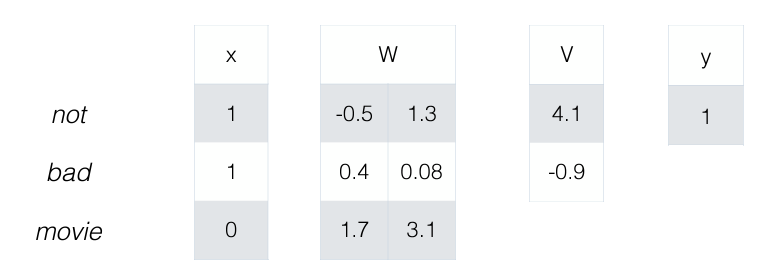 x W V y
not 1 -0.5 1.3 4.1 1
bad 1 0.4 0.08 -0.9
movie 0 1.7 3.1